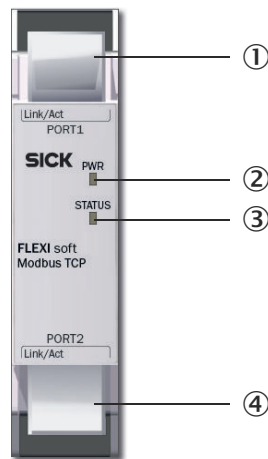 ①
Link/Act
PORT1
SICK
PWR
②
STATUS
③
FLEXI soft
Modbus TCP
PORT2
Link/Act
④